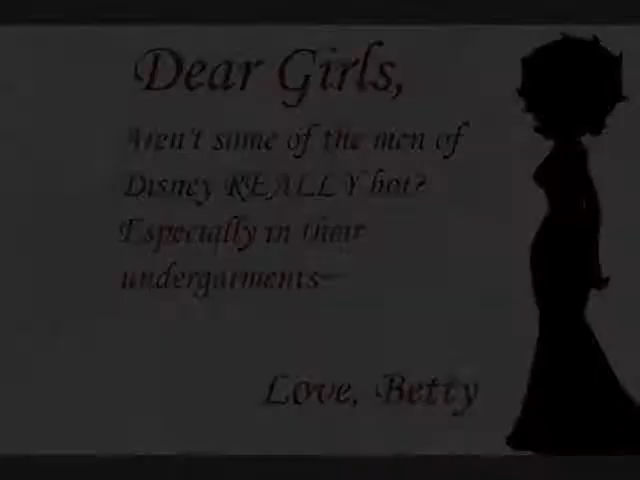 Dear Girls,
Aren't some of the men of
Disney REALLY hot?
Especially in their
undergarments~
Love, Betty